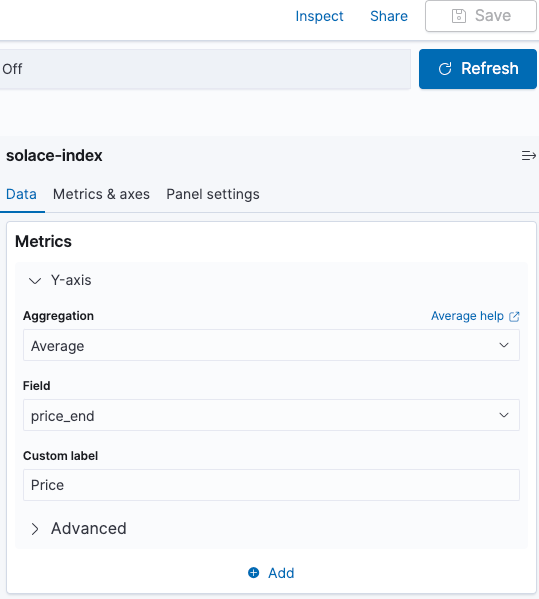 Inspect Share Save
Off Refresh
solace-index
Data Metrics & axes Panel settings
Metrics
Y-axis
Aggregation Average help
Average
Field
price_end
Custom label
Price
Advanced
Add